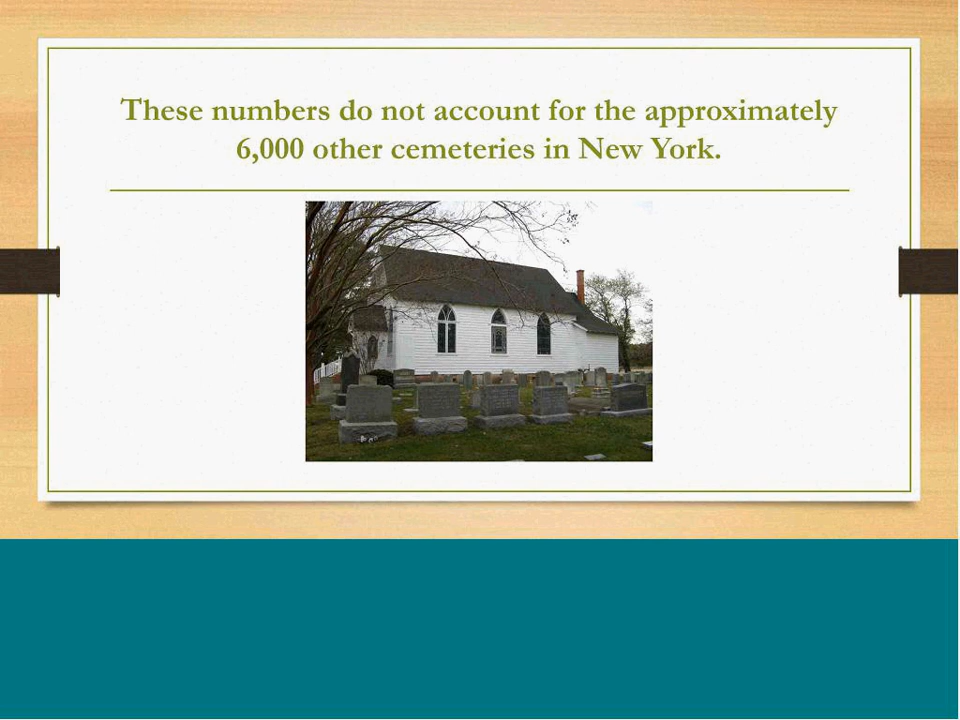 These numbers do not account for the approximately
6,000 other cemeteries in New York.